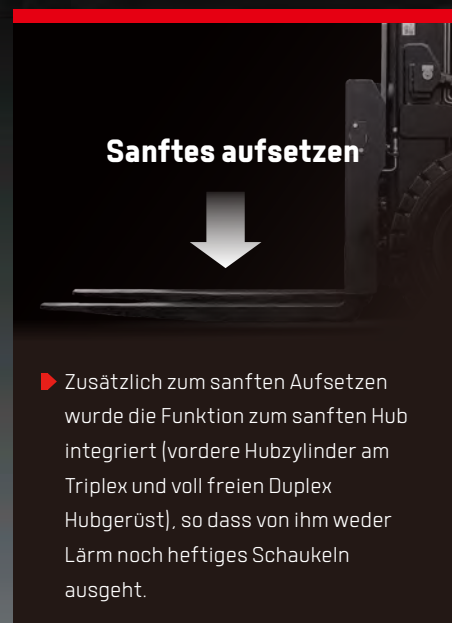 Sanftes aufsetzen
Zusätzlich zum sanften Aufsetzen
wurde die Funktion zum sanften Hub
integriert (vordere Hubzylinder am
Triplex und voll freien Duplex
Hubgerüst), so dass von ihm weder
Lärm noch heftiges Schaukeln
ausgeht.